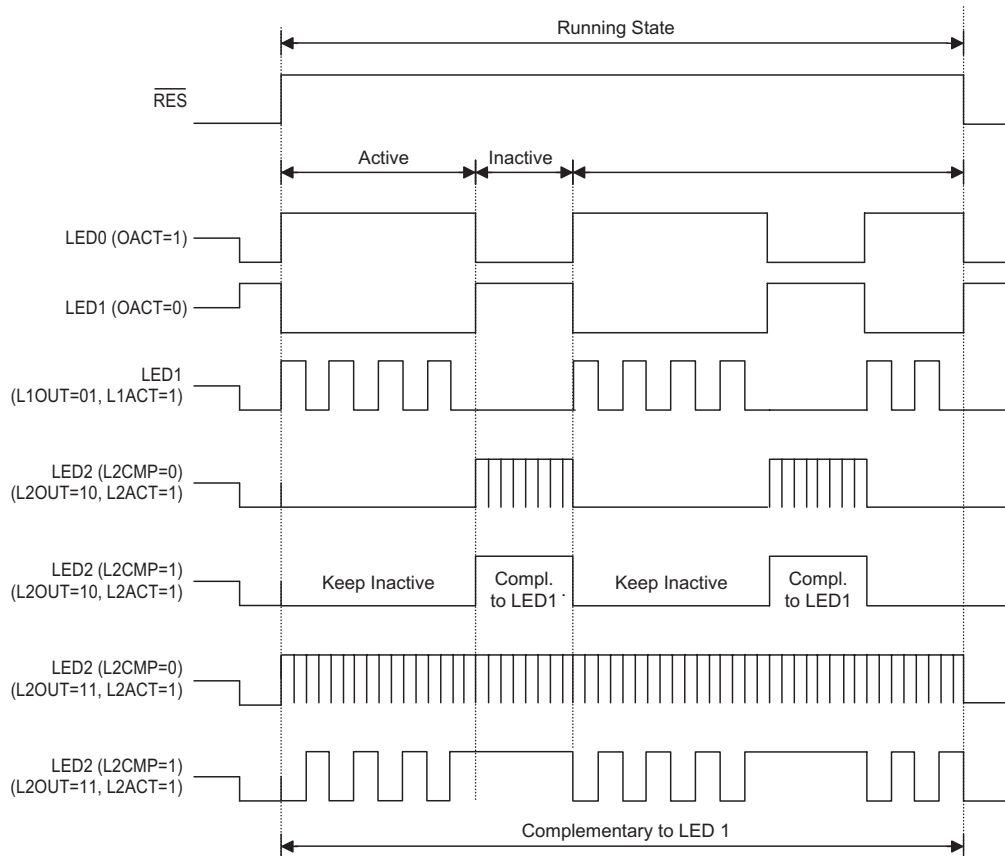 Running State
RES
Active
Inactive
LED0 (OACT=1)
LED1 (OACT=0)
LED1
(L1OUT=01, L1ACT=1)
LED2 (L2CMP=0)
(L2OUT=10, L2ACT=1)
LED2 (L2CMP=1)
(L2OUT=10, L2ACT=1)
Keep Inactive
Compl.
to LED1
Keep Inactive
Compl.
to LED1
LED2 (L2CMP=0)
(L2OUT=11, L2ACT=1)
LED2 (L2CMP=1)
(L2OUT=11, L2ACT=1)
Complementary to LED 1